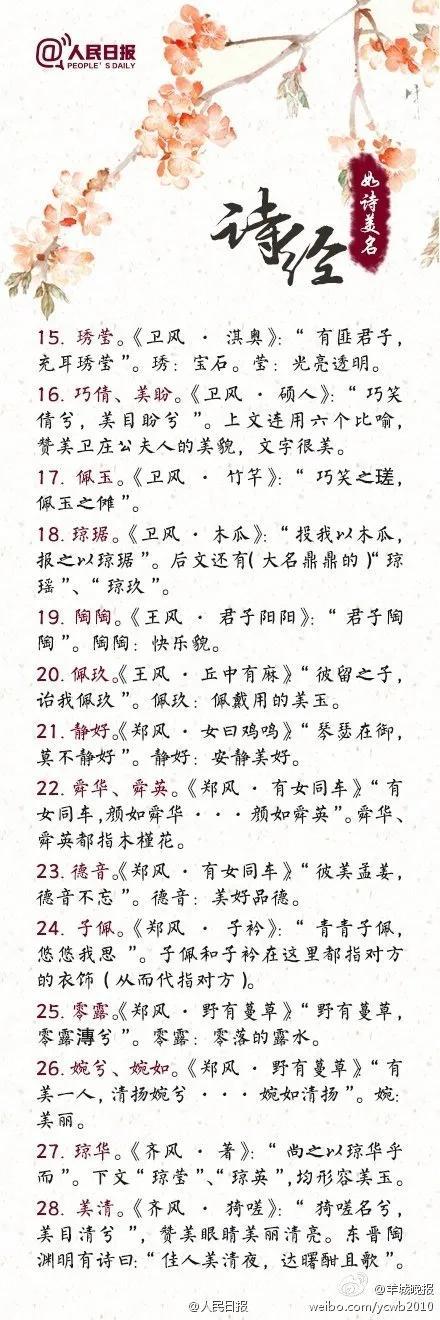 @人民日报
PEOPLE'S DAILY
如诗美名
诗经
15. 琇莹。《卫风 · 淇奥》：“ 有匪君子，
充耳琇莹 ”。琇：宝石。莹：光亮透明。
16. 巧倩、美盼。《卫风 · 硕人》：“ 巧笑
倩兮，美目盼兮 ”。上文连用六个比喻，
赞美卫庄公夫人的美貌，文字很美。
17. 佩玉。《卫风 · 竹竿》：“ 巧笑之瑳，
佩玉之傩 ”。
18. 琼琚。《卫风 · 木瓜》：“ 投我以木瓜，
报之以琼琚 ”。后文还有( 大名鼎鼎的 )“ 琼
瑶 ”、“ 琼玖 ”。
19. 陶陶。《王风 · 君子阳阳》：“ 君子陶
陶 ”。陶陶：快乐貌。
20. 佩玖。《王风 · 丘中有麻》“ 彼留之子，
诒我佩玖 ”。佩玖：佩戴用的美玉。
21. 静好。《郑风 · 女曰鸡鸣》：“ 琴瑟在御，
莫不静好 ”。静好：安静美好。
22. 舜华、舜英。《郑风 · 有女同车》“ 有
女同车，颜如舜华 · · · 颜如舜英 ”。舜华、
舜英都指木槿花。
23. 德音。《郑风 · 有女同车》“ 彼美孟姜，
德音不忘 ”。德音：美好品德。
24. 子佩。《郑风 · 子衿》：“ 青青子佩，
悠悠我思 ”。子佩和子衿在这里都指对方
的衣饰（ 从而代指对方）。
25. 零露。《郑风 · 野有蔓草》“ 野有蔓草，
零露漙兮 ”。零露：零落的露水。
26. 婉兮、婉如。《郑风 · 野有蔓草》“ 有
美一人，清扬婉兮 · · · 婉如清扬 ”。婉：
美丽。
27. 琼华。《齐风 · 著》：“ 尚之以琼华乎
而 ”。下文“ 琼莹 ”、“ 琼英 ”，均形容美玉。
28. 美清。《齐风 · 猗嗟》：“ 猗嗟名兮，
美目清兮 ”，赞美眼睛美丽清亮。东晋陶
渊明有诗曰：“ 佳人美清夜，达曙酣且歌 ”。
@人民日报
@羊城晚报
weibo.com/ycwb2010